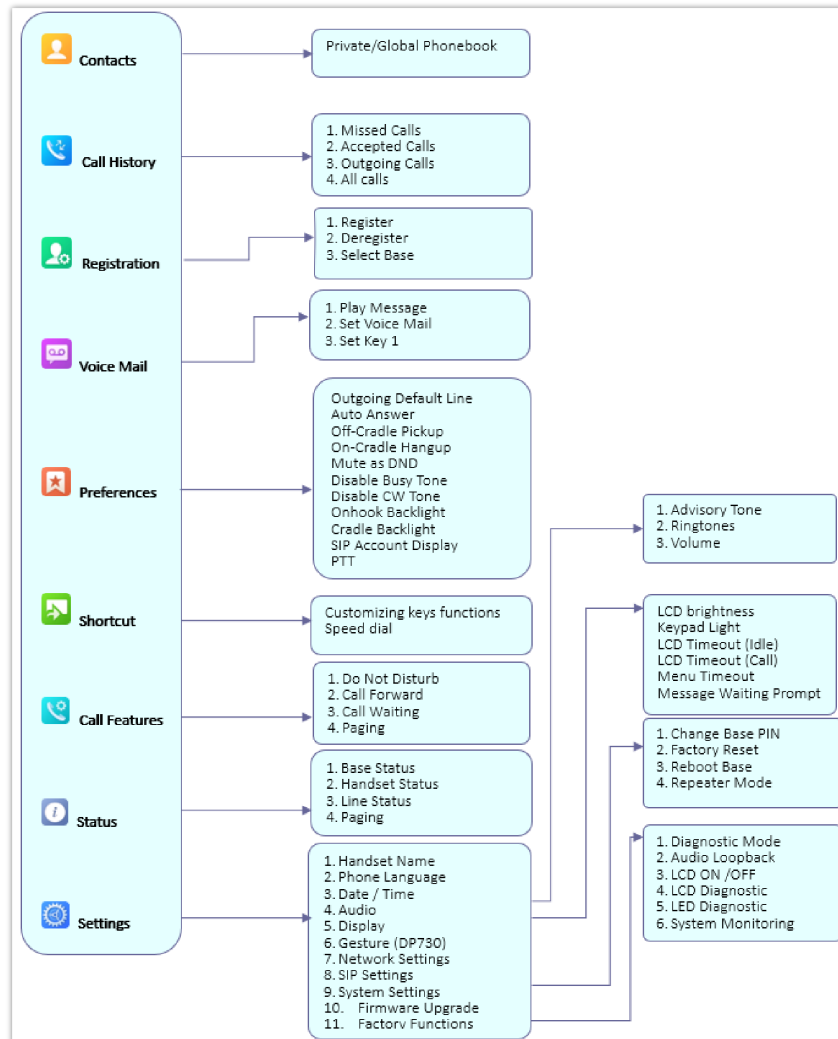 Contacts
Private/Global Phonebook
Call History
1. Missed Calls
2. Accepted Calls
3. Outgoing Calls
4. All calls
Registration
1. Register
2. Deregister
3. Select Base
Voice Mail
1. Play Message
2. Set Voice Mail
3. Set Key 1
Preferences
Outgoing Default Line
Auto Answer
Off-Cradle Pickup
On-Cradle Hangup
Mute as DND
Disable Busy Tone
Disable CW Tone
Onhook Backlight
Cradle Backlight
SIP Account Display
PTT
Shortcut
Customizing keys functions
Speed dial
Call Features
1. Do Not Disturb
2. Call Forward
3. Call Waiting
4. Paging
Status
1. Base Status
2. Handset Status
3. Line Status
4. Paging
Settings
1. Handset Name
2. Phone Language
3. Date / Time
4. Audio
5. Display
6. Gesture (DP730)
7. Network Settings
8. SIP Settings
9. System Settings
10. Firmware Upgrade
11. Factory Functions
1. Advisory Tone
2. Ringtones
3. Volume
LCD brightness
Keypad Light
LCD Timeout (Idle)
LCD Timeout (Call)
Menu Timeout
Message Waiting Prompt
1. Change Base PIN
2. Factory Reset
3. Reboot Base
4. Repeater Mode
1. Diagnostic Mode
2. Audio Loopback
3. LCD ON /OFF
4. LCD Diagnostic
5. LED Diagnostic
6. System Monitoring